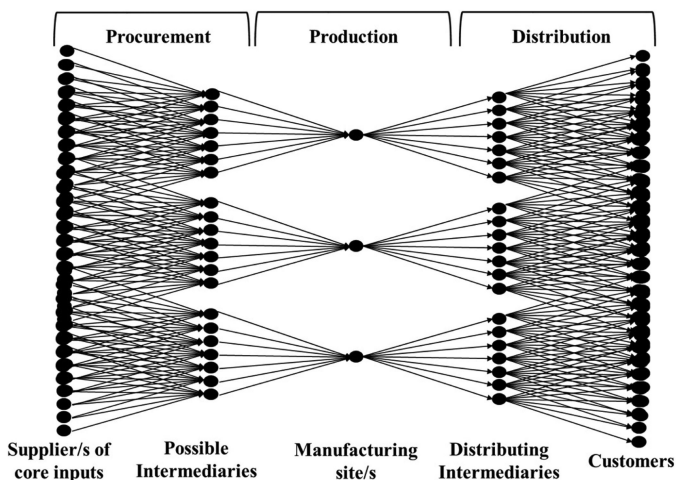 Procurement
Production
Distribution
Supplier/s of
core inputs
Possible
Intermediaries
Manufacturing
site/s
Distributing
Intermediaries
Customers